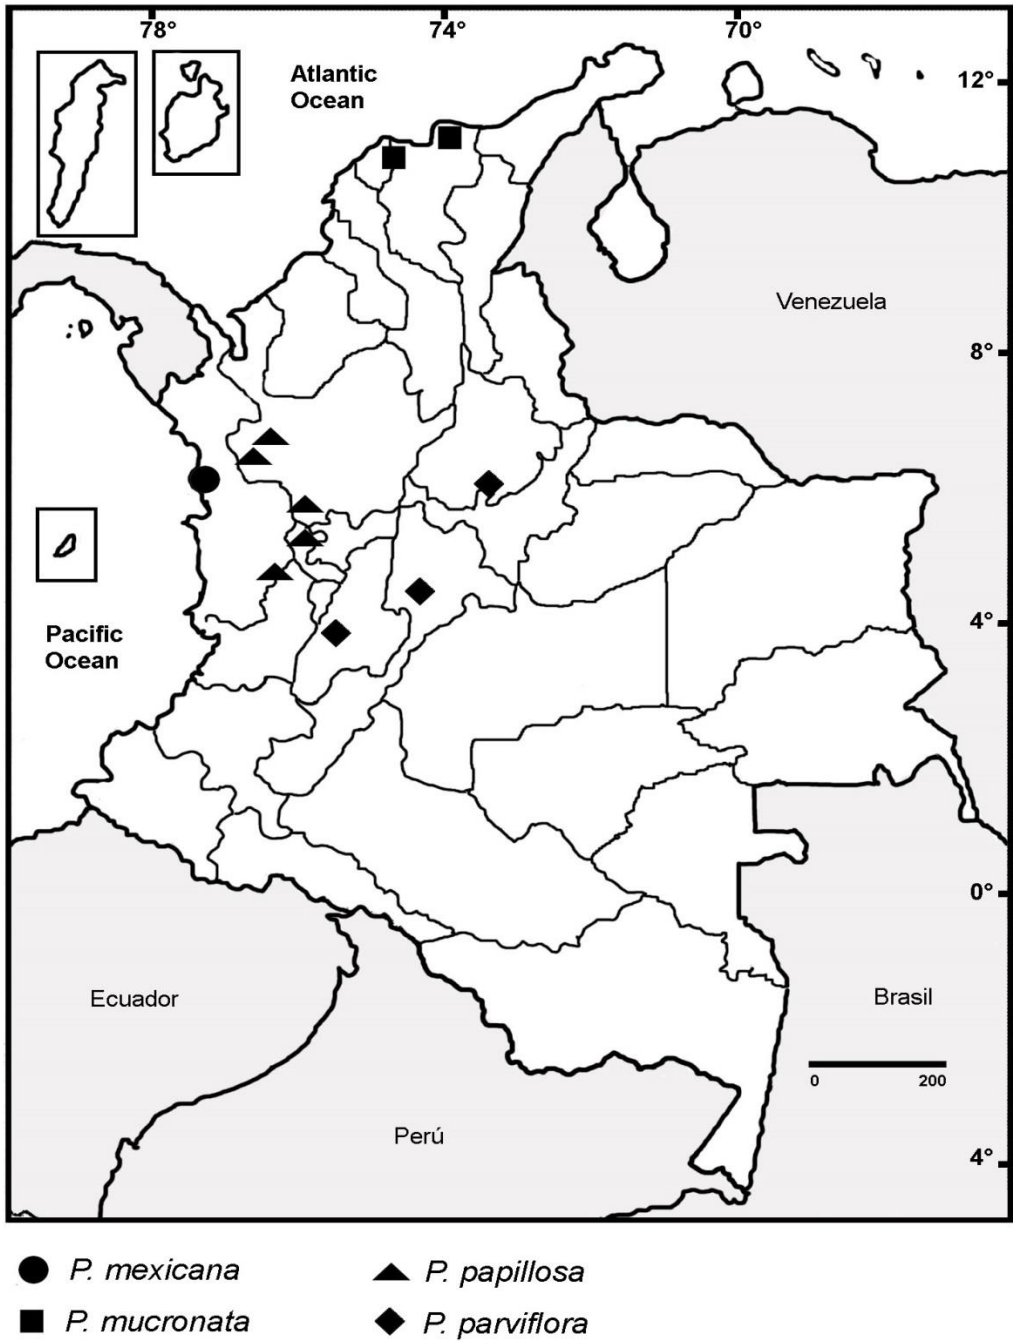 78° 74° 70°
Atlantic
Ocean
12°
Venezuela
8°
Pacific
Ocean
4°
0°
Ecuador
Brasil
0 200
Perú
4°
P. mexicana P. papillosa
P. mucronata P. parviflora